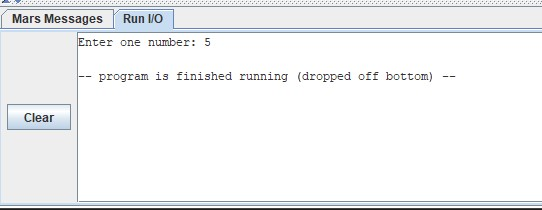 Mars Messages Run I/O
Enter one number: 5
-- program is finished running (dropped off bottom) --
Clear